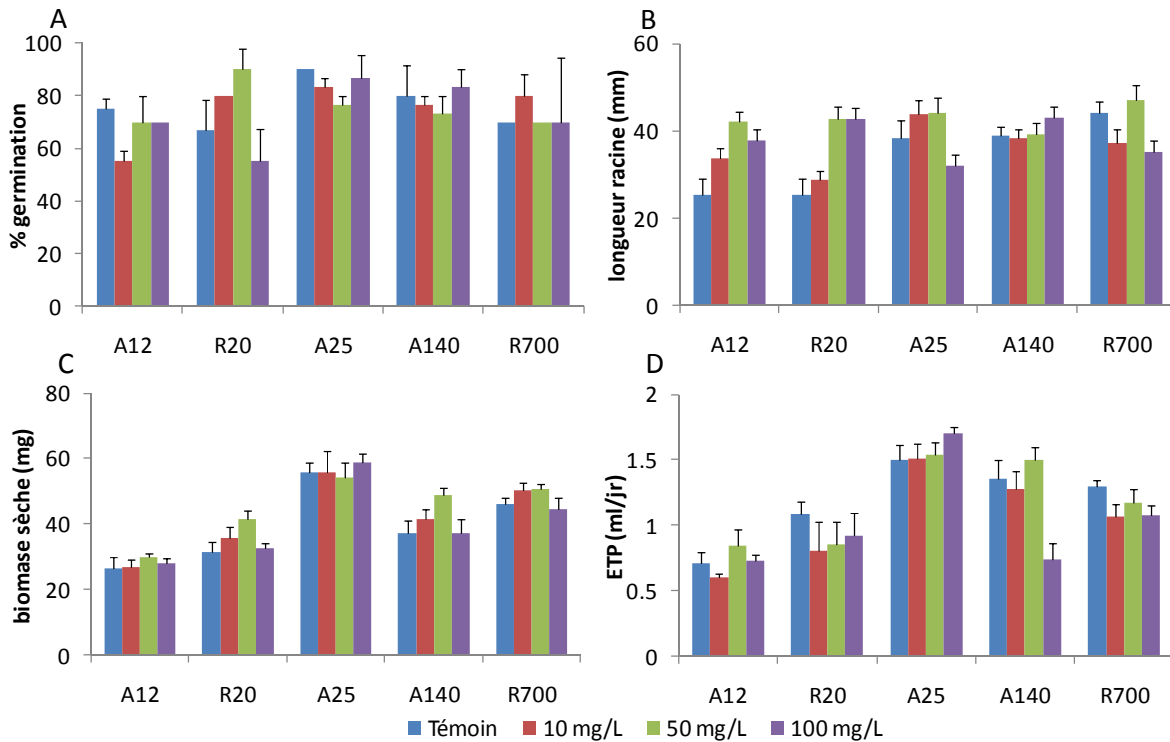 A
% germination
100
80
60
40
20
0
A12 R20 A25 A140 R700
B
longueur racine (mm)
60
40
20
0
A12 R20 A25 A140 R700
C
biomase sèche (mg)
80
60
40
20
0
A12 R20 A25 A140 R700
D
ETP (ml/jr)
2
1.5
1
0.5
0
A12 R20 A25 A140 R700
Témoin 10 mg/L 50 mg/L 100 mg/L